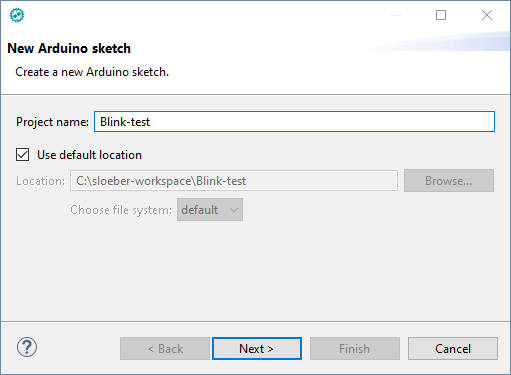 New Arduino sketch
Create a new Arduino sketch.
Project name: Blink-test
Use default location
Location: C:\sloeber-workspace\Blink-test Browse...
Choose file system: default
? < Back Next > Finish Cancel